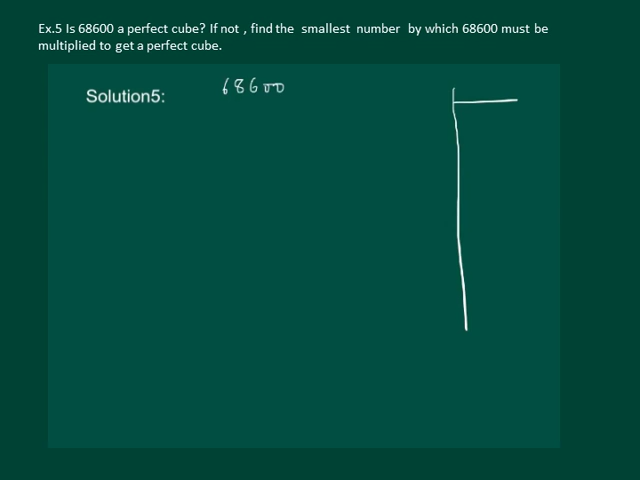 Ex.5 Is 68600 a perfect cube? If not , find the smallest number by which 68600 must be
multiplied to get a perfect cube.
Solution5: 68600